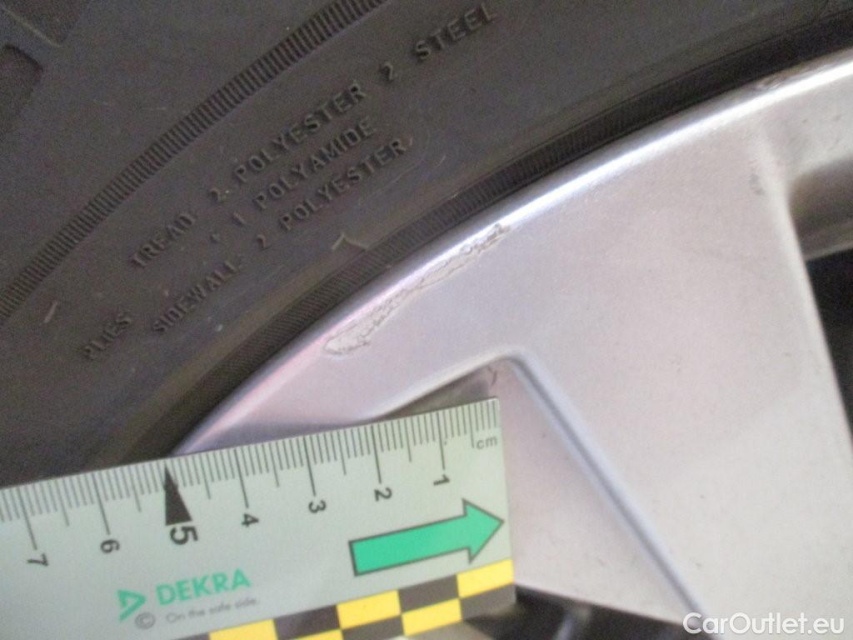 PLIES TREAD 2 POLYESTER 2 STEEL
1 POLYAMIDE
SIDEWALL 2 POLYESTER
cm
7 6 5 4 3 2 1
DEKRA
© On the safe side.
CarOutlet.eu